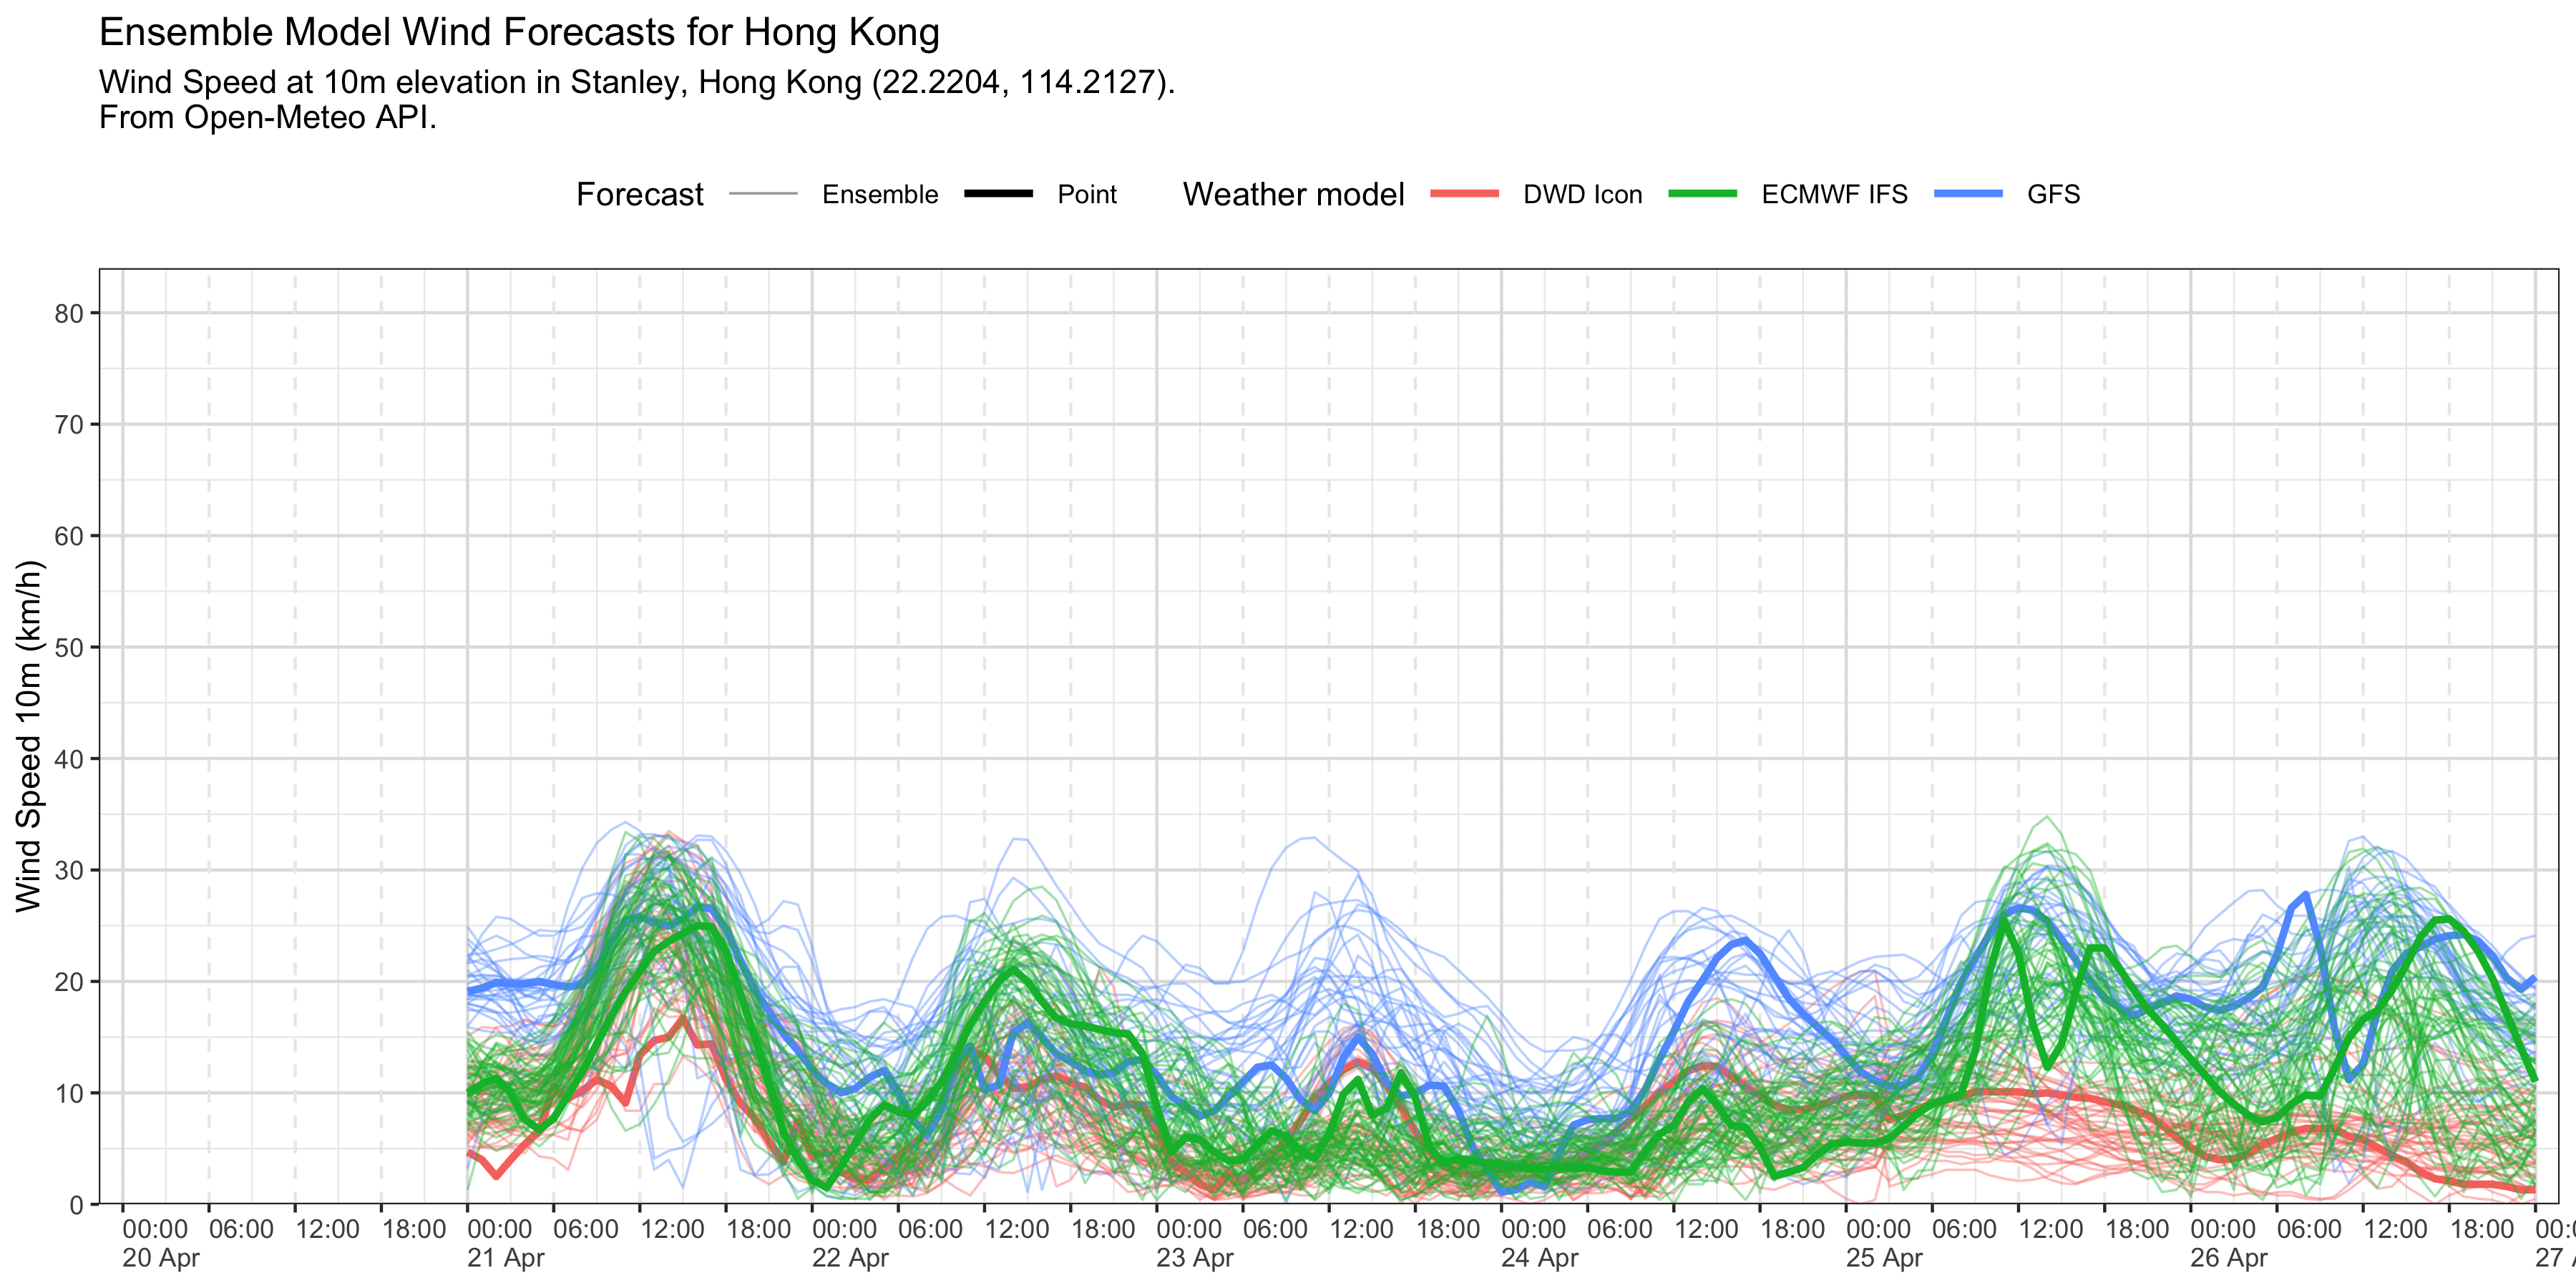 Ensemble Model Wind Forecasts for Hong Kong
Wind Speed at 10m elevation in Stanley, Hong Kong (22.2204, 114.2127).
From Open-Meteo API.
Forecast Ensemble Point Weather model DWD Icon ECMWF IFS GFS
Wind Speed 10m (km/h)
80
70
60
50
40
30
20
10
0
00:00 06:00 12:00 18:00 00:00 06:00 12:00 18:00 00:00 06:00 12:00 18:00 00:00 06:00 12:00 18:00 00:00 06:00 12:00 18:00 00:00 06:00 12:00 18:00 00:00 06:00 12:00 18:00 00:0
20 Apr 21 Apr 22 Apr 23 Apr 24 Apr 25 Apr 26 Apr 27